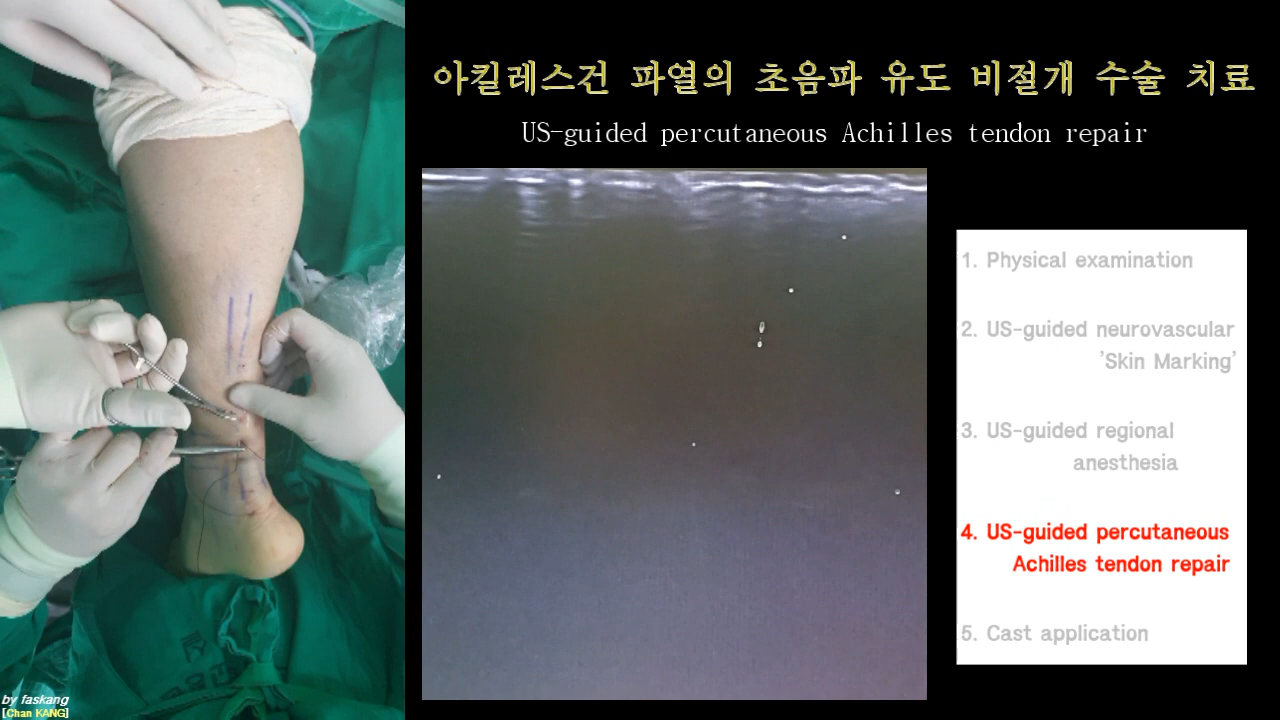 아킬레스건 파열의 초음파 유도 비절개 수술 치료
US-guided percutaneous Achilles tendon repair
1. Physical examination
2. US-guided neurovascular
'Skin Marking'
3. US-guided regional
anesthesia
4. US-guided percutaneous
Achilles tendon repair
5. Cast application
by faskang
[Chan KANG]